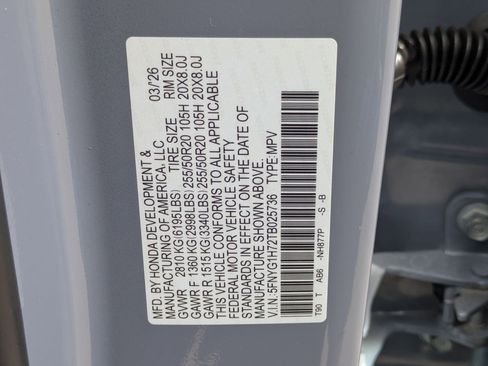 MFD. BY HONDA DEVELOPMENT & 03/26
MANUFACTURING OF AMERICA, LLC
TIRE SIZE RIM SIZE
GVWR 2810 KG(6195LBS)
GAWR F 1360 KG(2998LBS)255/50R20 105H 20X8.0J
GAWR R 1515 KG(3340LBS)255/50R20 105H 20X8.0J
THIS VEHICLE CONFORMS TO ALL APPLICABLE
FEDERAL MOTOR VEHICLE SAFETY
STANDARDS IN EFFECT ON THE DATE OF
MANUFACTURE SHOWN ABOVE.
V.I.N.:5FNYG1H72TB025736 TYPE:MPV
T90 T AB6 -NH877P -S -B